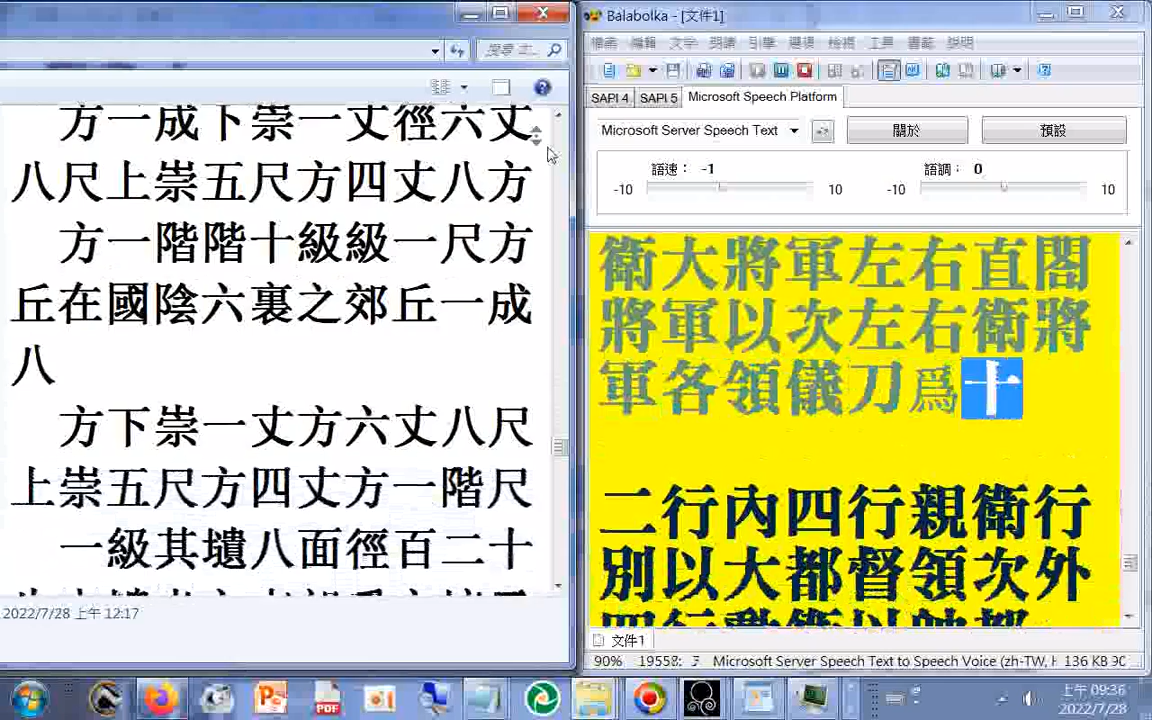 搜尋 本...
方一成下崇一丈徑六丈
八尺上崇五尺方四丈八方
方一階階十級級一尺方
丘在國陰六裏之郊丘一成
八
方下崇一丈方六丈八尺
上崇五尺方四丈方一階尺
一級其壝八面徑百二十
2022/7/28 上午 12:17
Balabolka - [文件1]
檔案 編輯 文字 朗讀 引擎 選項 檢視 工具 書籤 說明
SAPI 4 SAPI 5 Microsoft Speech Platform
Microsoft Server Speech Text 關於 預設
語速： -1 語調： 0
-10 10 -10 10
衛大將軍左右直閤
將軍以次左右衛將
軍各領儀刀爲十
二行內四行親衛行
別以大都督領次外
文件1
90% Microsoft Server Speech Text to Speech Voice (zh-TW, H 136 KB
上午 09:36
2022/7/28